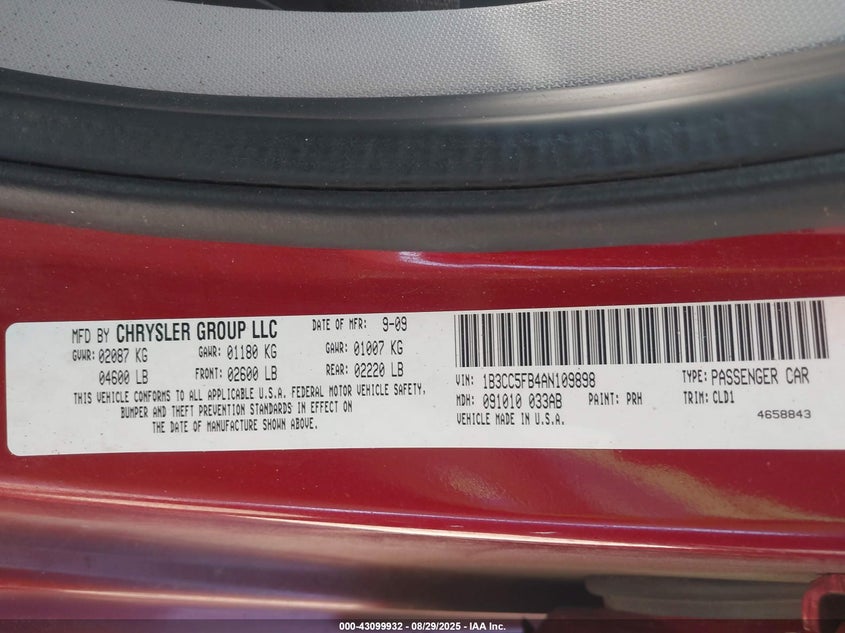 MFD BY CHRYSLER GROUP LLC DATE OF MFR: 9-09
GVWR: 02087 KG GAWR: 01180 KG GAWR: 01007 KG
04600 LB FRONT: 02600 LB REAR: 02220 LB
THIS VEHICLE CONFORMS TO ALL APPLICABLE U.S.A. FEDERAL MOTOR VEHICLE SAFETY,
BUMPER AND THEFT PREVENTION STANDARDS IN EFFECT ON
THE DATE OF MANUFACTURE SHOWN ABOVE.
VIN: 1B3CC5FB4AN109898 TYPE: PASSENGER CAR
MDH: 091010 033AB PAINT: PRH TRIM: CLD1
VEHICLE MADE IN U.S.A. 4658843
000-43099932 - 08/29/2025 - IAA Inc.